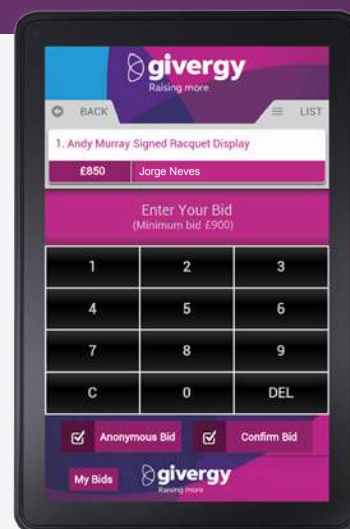 givergy
Raising more
BACK
LIST
1. Andy Murray Signed Racquet Display
£850 Jorge Neves
Enter Your Bid
(Minimum bid £900)
1 2 3
4 5 6
7 8 9
C 0 DEL
Anonymous Bid Confirm Bid
My Bids givergy
Raising more